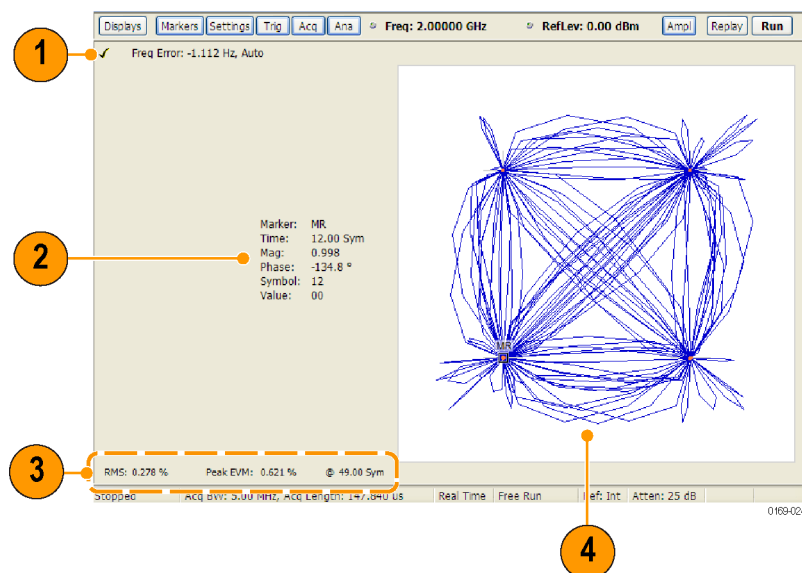 Displays Markers Settings Trig Acq Ana Freq: 2.00000 GHz RefLev: 0.00 dBm Ampl Replay Run
1
Freq Error: -1.112 Hz, Auto
2
Marker: MR
Time: 12.00 Sym
Mag: 0.998
Phase: -134.8 °
Symbol: 12
Value: 00
MR
3
RMS: 0.278 % Peak EVM: 0.621 % @ 49.00 Sym
Stopped Acq BW: 5.00 MHz, Acq Length: 147.840 us Real Time Free Run Ref: Int Atten: 25 dB
0169-024
4